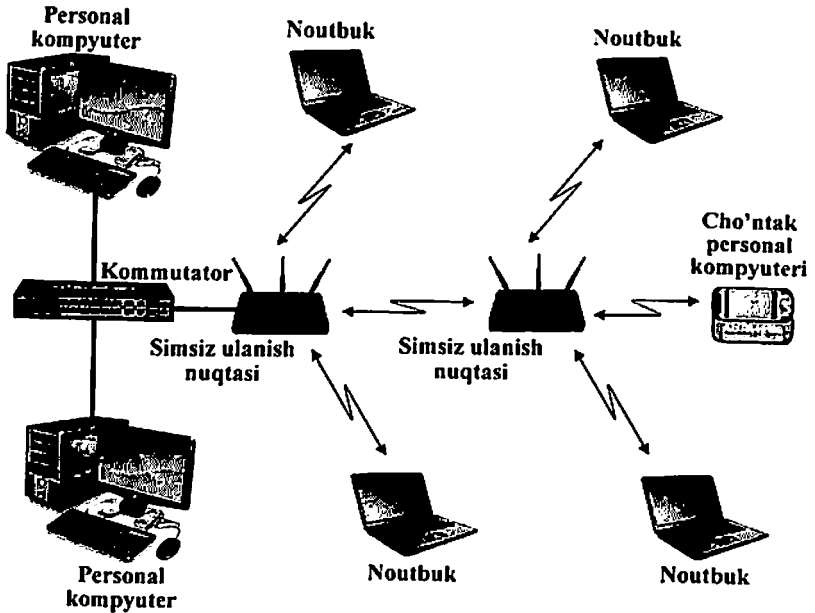 Personal
kompyuter
Noutbuk
Noutbuk
Kommutator
Cho'ntak
personal
kompyuteri
Simsiz ulanish
nuqtasi
Simsiz ulanish
nuqtasi
Personal
kompyuter
Noutbuk
Noutbuk